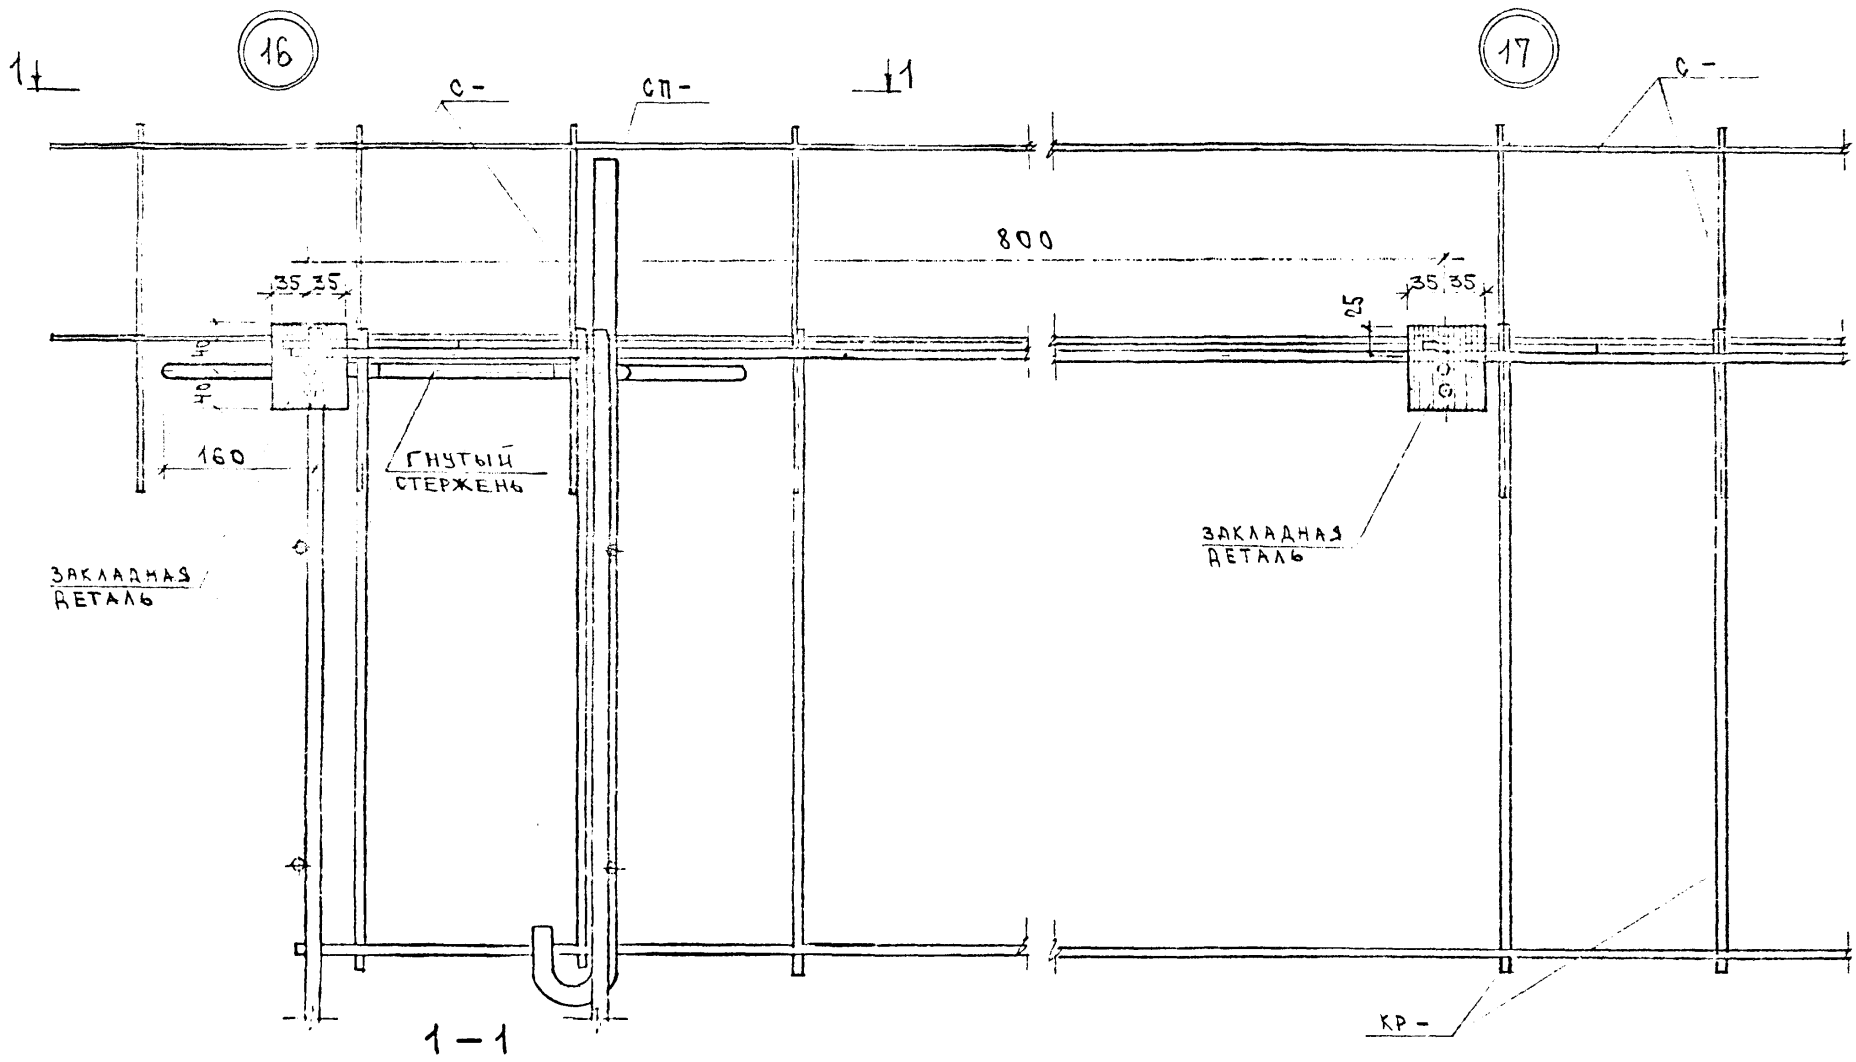 16
17
1
1
С -
СП -
С -
800
35 35
35 35
25
40
40
160
ГНУТЫЙ
СТЕРЖЕНЬ
ЗАКЛАДНАЯ
ДЕТАЛЬ
ЗАКЛАДНАЯ
ДЕТАЛЬ
КР -
1 - 1